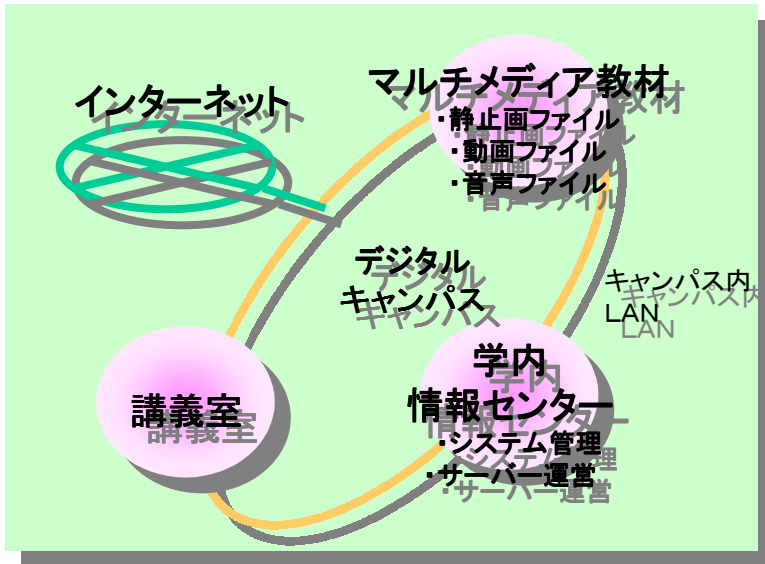 インターネット
マルチメディア教材
・静止画ファイル
・動画ファイル
・音声ファイル
デジタル
キャンパス
キャンパス内
LAN
講義室
学内
情報センター
・システム管理
・サーバー運営